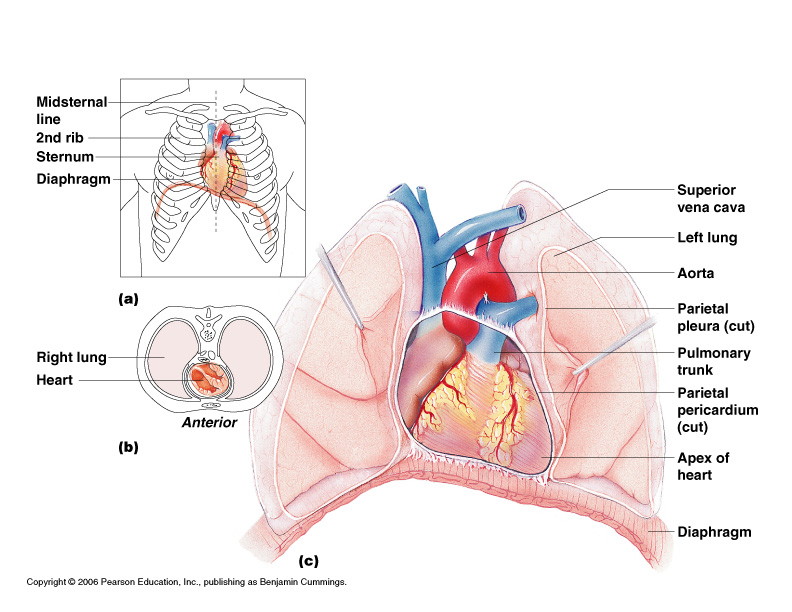 Midsternal
line
2nd rib
Sternum
Diaphragm
(a)
Right lung
Heart
Anterior
(b)
Superior
vena cava
Left lung
Aorta
Parietal
pleura (cut)
Pulmonary
trunk
Parietal
pericardium
(cut)
Apex of
heart
Diaphragm
(c)
Copyright © 2006 Pearson Education, Inc., publishing as Benjamin Cummings.